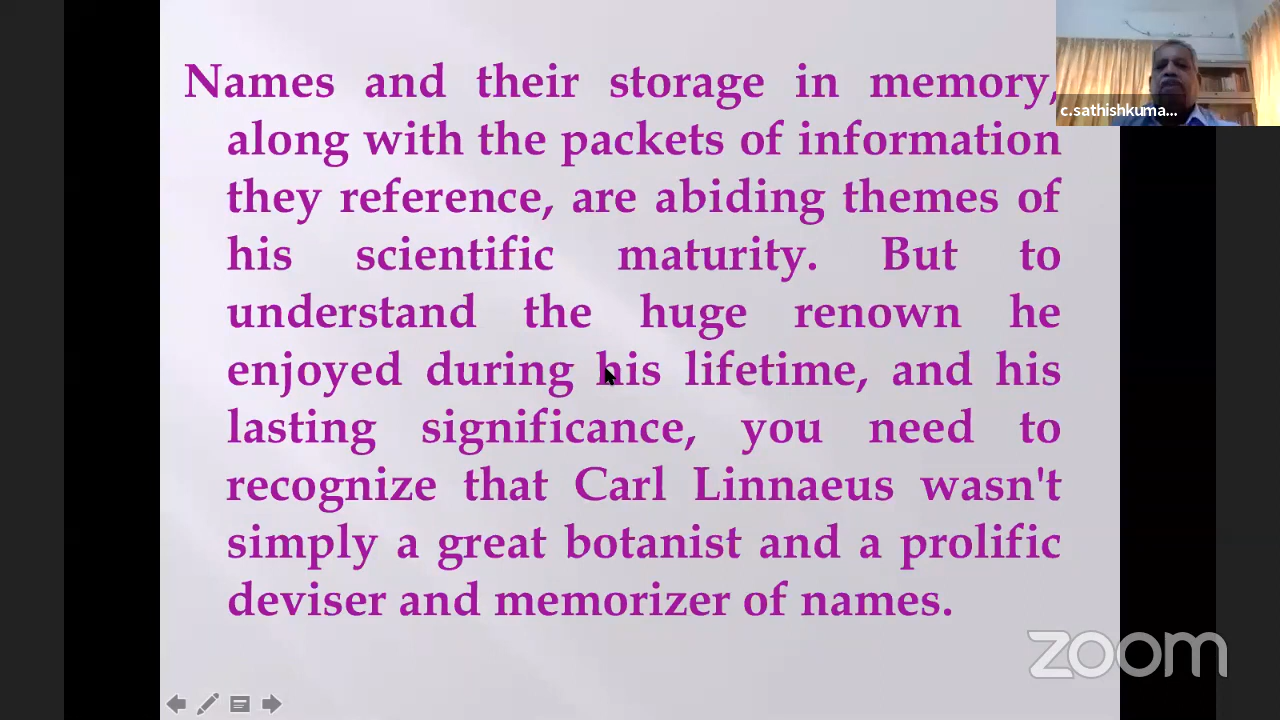 Names and their storage in memory,
along with the packets of information
they reference, are abiding themes of
his scientific maturity. But to
understand the huge renown he
enjoyed during his lifetime, and his
lasting significance, you need to
recognize that Carl Linnaeus wasn't
simply a great botanist and a prolific
deviser and memorizer of names.
c.sathishkuma...
zoom